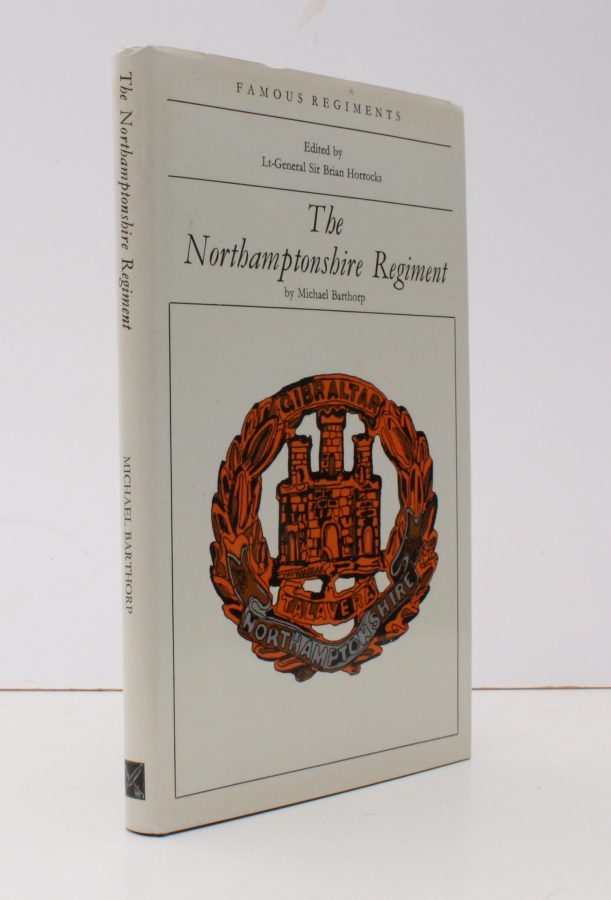 The Northamptonshire Regiment
MICHAEL BARTHORP
FAMOUS REGIMENTS
Edited by
Lt-General Sir Brian Horrocks
The
Northamptonshire Regiment
by Michael Barthorp
GIBRALTAR
TALAVERA
NORTHAMPTONSHIRE